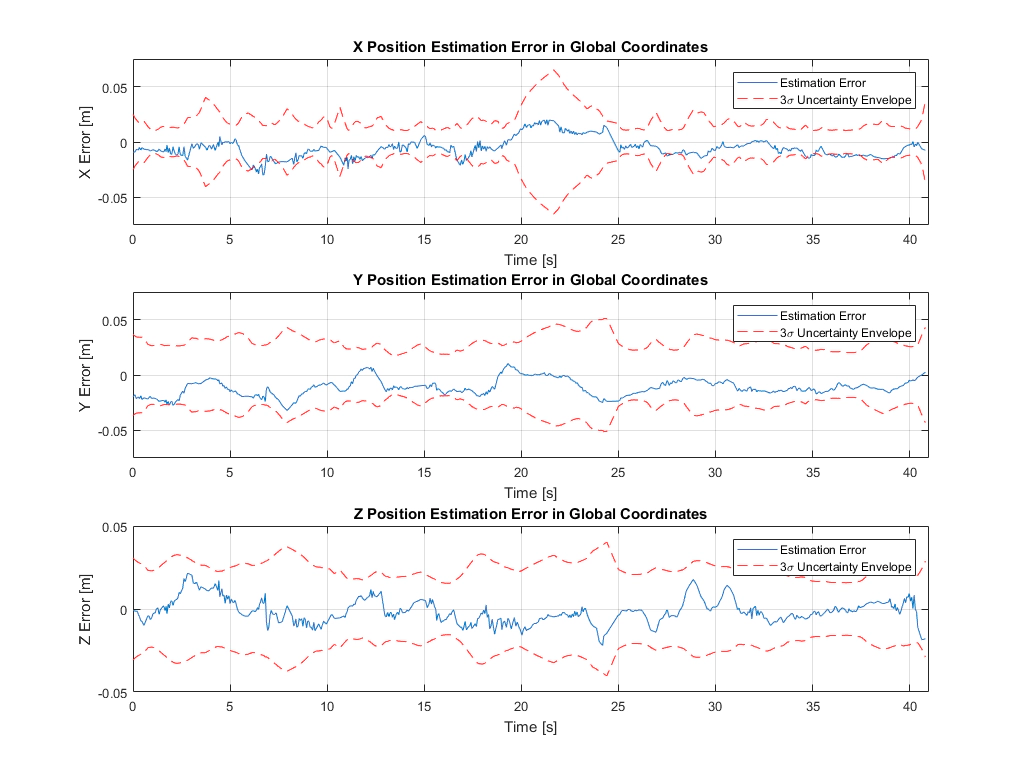 X Position Estimation Error in Global Coordinates
0.05
0
-0.05
X Error [m]
Estimation Error
3σ Uncertainty Envelope
0 5 10 15 20 25 30 35 40
Time [s]
Y Position Estimation Error in Global Coordinates
0.05
0
-0.05
Y Error [m]
Estimation Error
3σ Uncertainty Envelope
0 5 10 15 20 25 30 35 40
Time [s]
Z Position Estimation Error in Global Coordinates
0.05
0
-0.05
Z Error [m]
Estimation Error
3σ Uncertainty Envelope
0 5 10 15 20 25 30 35 40
Time [s]